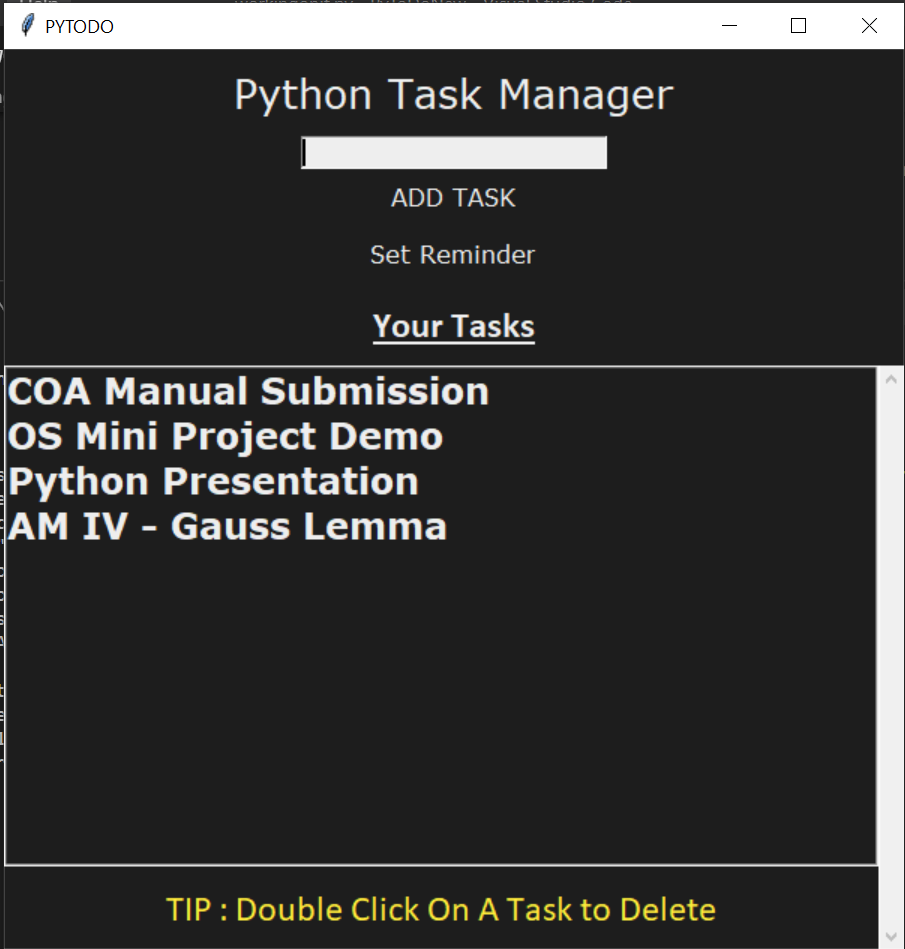 PYTODO
Python Task Manager
ADD TASK
Set Reminder
Your Tasks
COA Manual Submission
OS Mini Project Demo
Python Presentation
AM IV - Gauss Lemma
TIP : Double Click On A Task to Delete